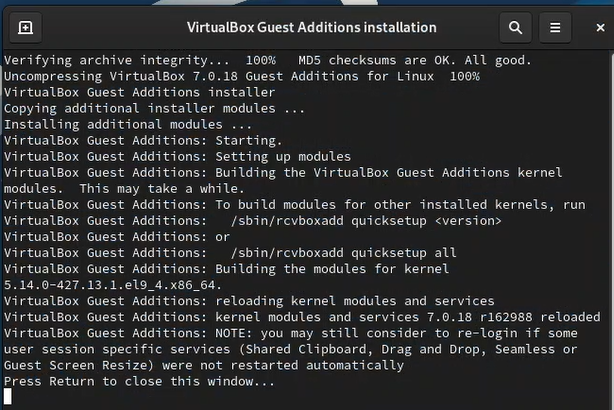 VirtualBox Guest Additions installation
Verifying archive integrity...  100%   MD5 checksums are OK. All good.
Uncompressing VirtualBox 7.0.18 Guest Additions for Linux  100%
VirtualBox Guest Additions installer
Copying additional installer modules ...
Installing additional modules ...
VirtualBox Guest Additions: Starting.
VirtualBox Guest Additions: Setting up modules
VirtualBox Guest Additions: Building the VirtualBox Guest Additions kernel
modules.  This may take a while.
VirtualBox Guest Additions: To build modules for other installed kernels, run
VirtualBox Guest Additions:   /sbin/rcvboxadd quicksetup <version>
VirtualBox Guest Additions: or
VirtualBox Guest Additions:   /sbin/rcvboxadd quicksetup all
VirtualBox Guest Additions: Building the modules for kernel
5.14.0-427.13.1.el9_4.x86_64.
VirtualBox Guest Additions: reloading kernel modules and services
VirtualBox Guest Additions: kernel modules and services 7.0.18 r162988 reloaded
VirtualBox Guest Additions: NOTE: you may still consider to re-login if some
user session specific services (Shared Clipboard, Drag and Drop, Seamless or
Guest Screen Resize) were not restarted automatically
Press Return to close this window...